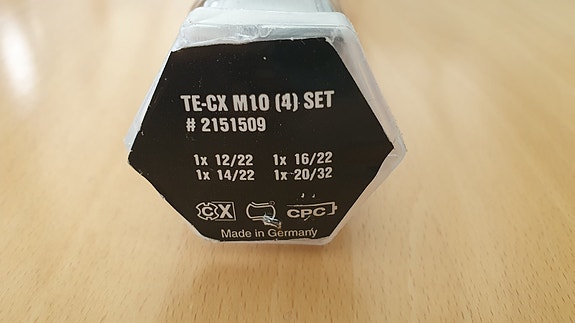 TE-CX M10 (4) SET
# 2151509
1x 12/22 1x 16/22
1x 14/22 1x 20/32
CX CPC
Made in Germany